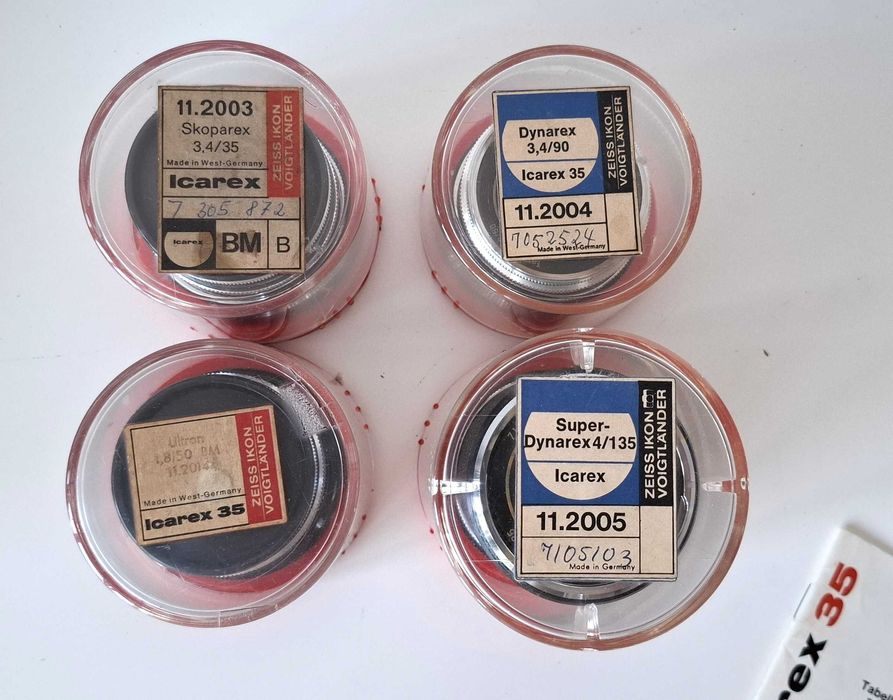 11.2003
Skoparex
3,4/35
Made in West-Germany
Icarex
7 305 872
Icarex
BM
B
ZEISS IKON
VOIGTLÄNDER
Dynarex
3,4/90
Icarex 35
11.2004
7052524
Made in West-Germany
ZEISS IKON
VOIGTLÄNDER
Ultron
1,8/50 BM
11.2014
Made in West-Germany
Icarex 35
ZEISS IKON
VOIGTLÄNDER
Super-
Dynarex 4/135
Icarex
11.2005
7105103
Made in Germany
ZEISS IKON
VOIGTLÄNDER
rex 35